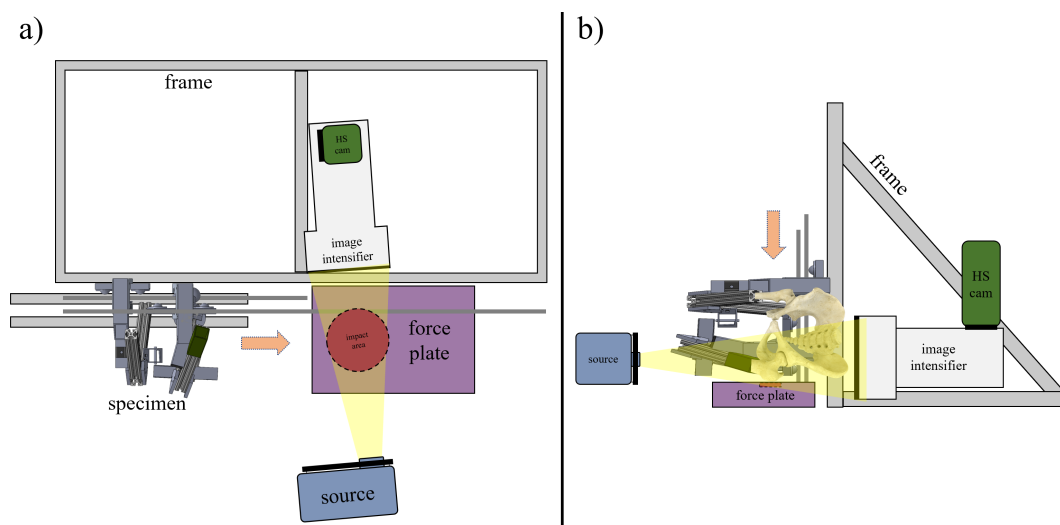 a)
frame
HS
cam
image
intensifier
impact
area
force
plate
specimen
source
b)
frame
HS
cam
source
image
intensifier
force plate